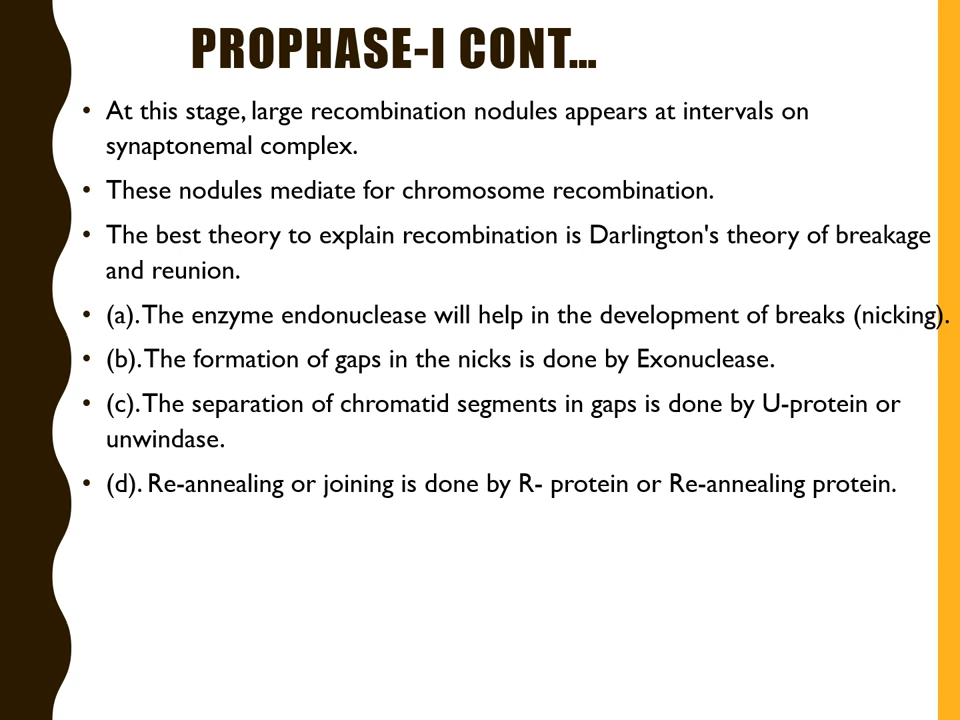 PROPHASE-I CONT...
• At this stage, large recombination nodules appears at intervals on
synaptonemal complex.
• These nodules mediate for chromosome recombination.
• The best theory to explain recombination is Darlington's theory of breakage
and reunion.
• (a). The enzyme endonuclease will help in the development of breaks (nicking).
• (b). The formation of gaps in the nicks is done by Exonuclease.
• (c). The separation of chromatid segments in gaps is done by U-protein or
unwindase.
• (d). Re-annealing or joining is done by R- protein or Re-annealing protein.